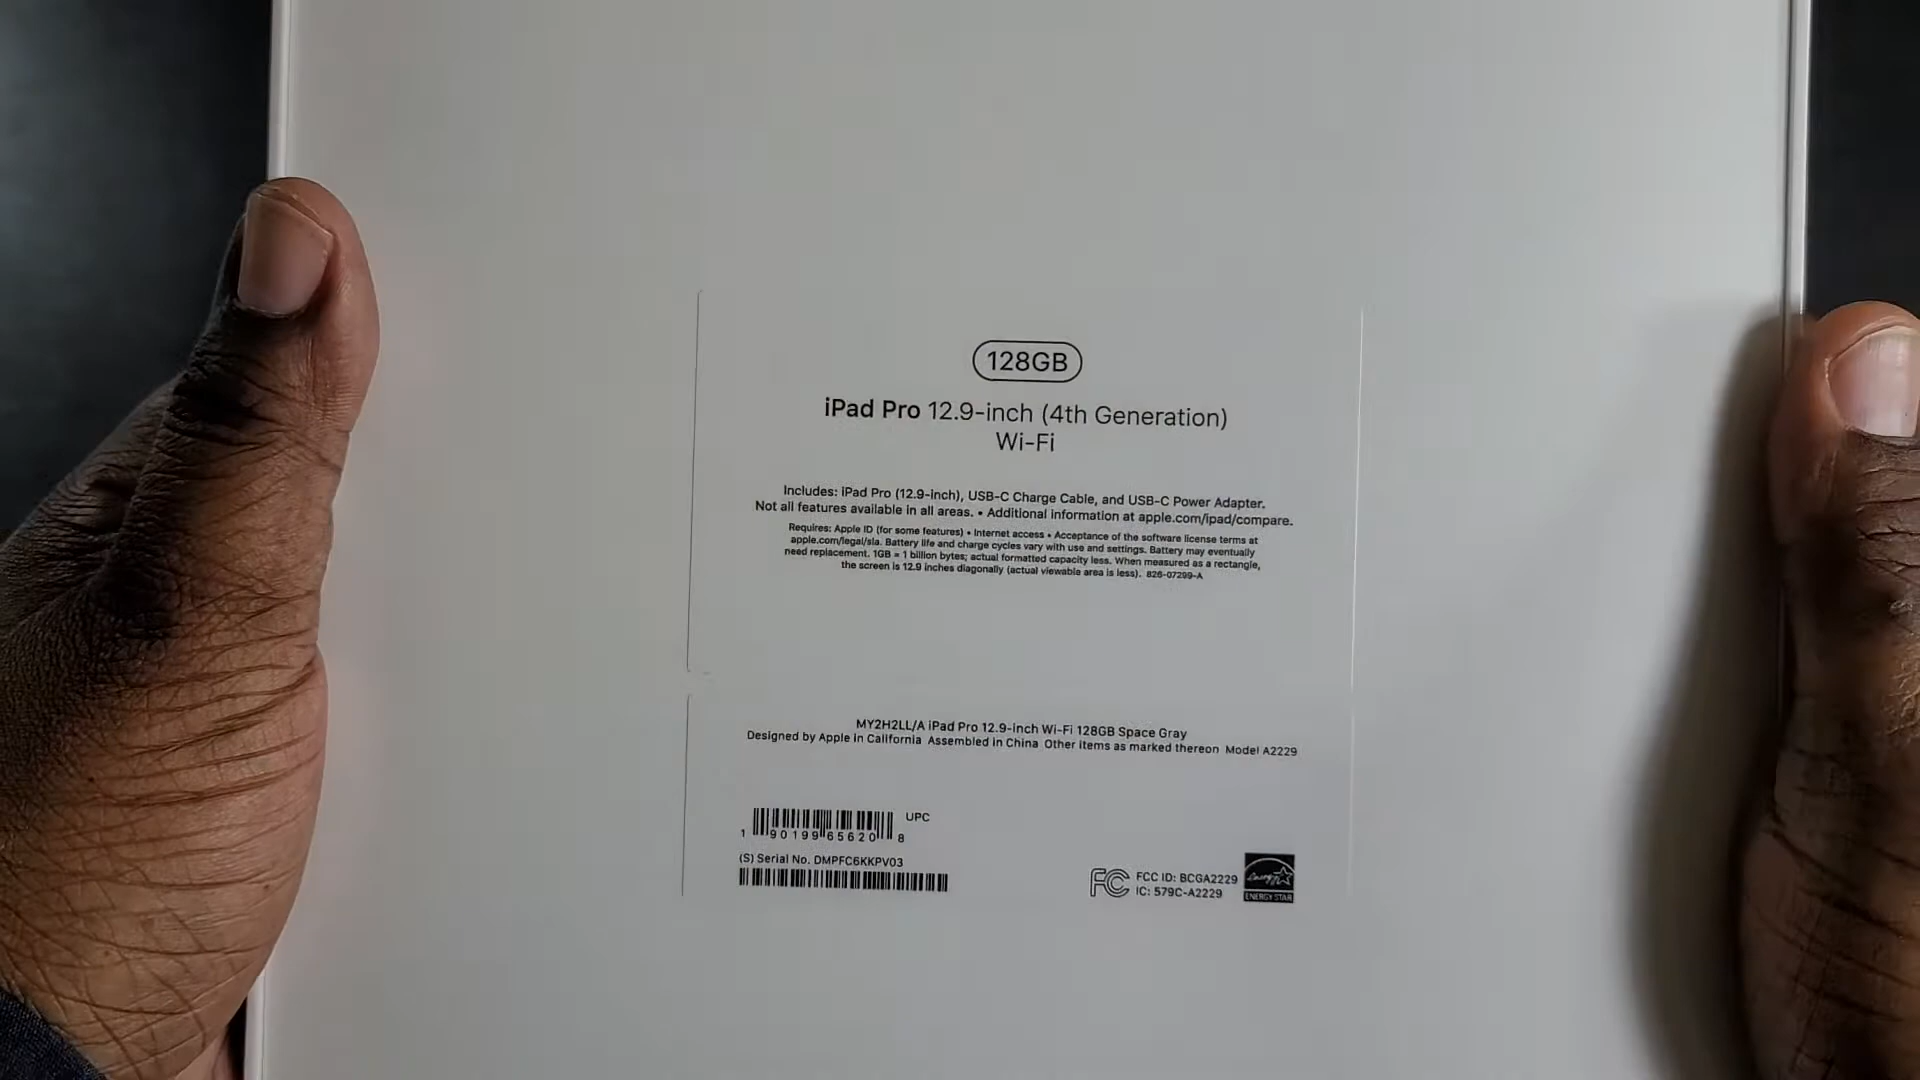 128GB
iPad Pro 12.9-inch (4th Generation)
Wi-Fi
Includes: iPad Pro (12.9-inch), USB-C Charge Cable, and USB-C Power Adapter.
Not all features available in all areas. • Additional information at apple.com/ipad/compare.
Requires: Apple ID (for some features) • Internet access • Acceptance of the software license terms at
apple.com/legal/sla. Battery life and charge cycles vary with use and settings. Battery may eventually
need replacement. 1GB = 1 billion bytes; actual formatted capacity less. When measured as a rectangle,
the screen is 12.9 inches diagonally (actual viewable area is less). 826-07299-A
MY2H2LL/A iPad Pro 12.9-inch Wi-Fi 128GB Space Gray
Designed by Apple in California Assembled in China Other items as marked thereon Model A2229
UPC
1 90199 65620 8
(S) Serial No. DMPFC6KKPV03
FC FCC ID: BCGA2229
IC: 579C-A2229
energy
ENERGY STAR